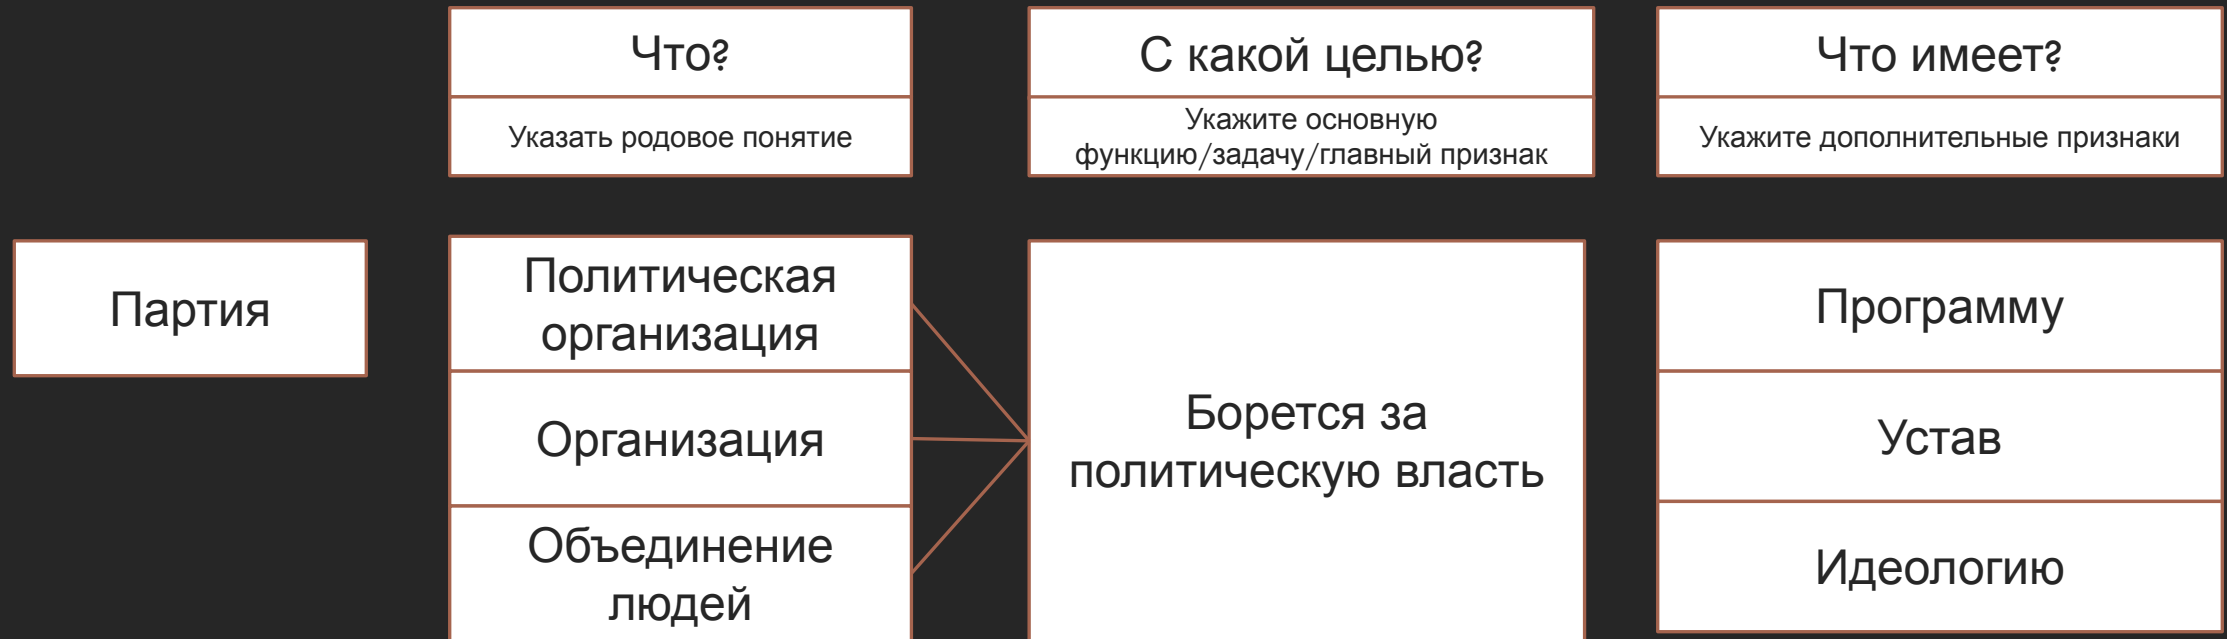 Что?
Указать родовое понятие
С какой целью?
Укажите основную
функцию/задачу/главный признак
Что имеет?
Укажите дополнительные признаки
Партия
Политическая
организация
Организация
Объединение
людей
Борется за
политическую власть
Программу
Устав
Идеологию